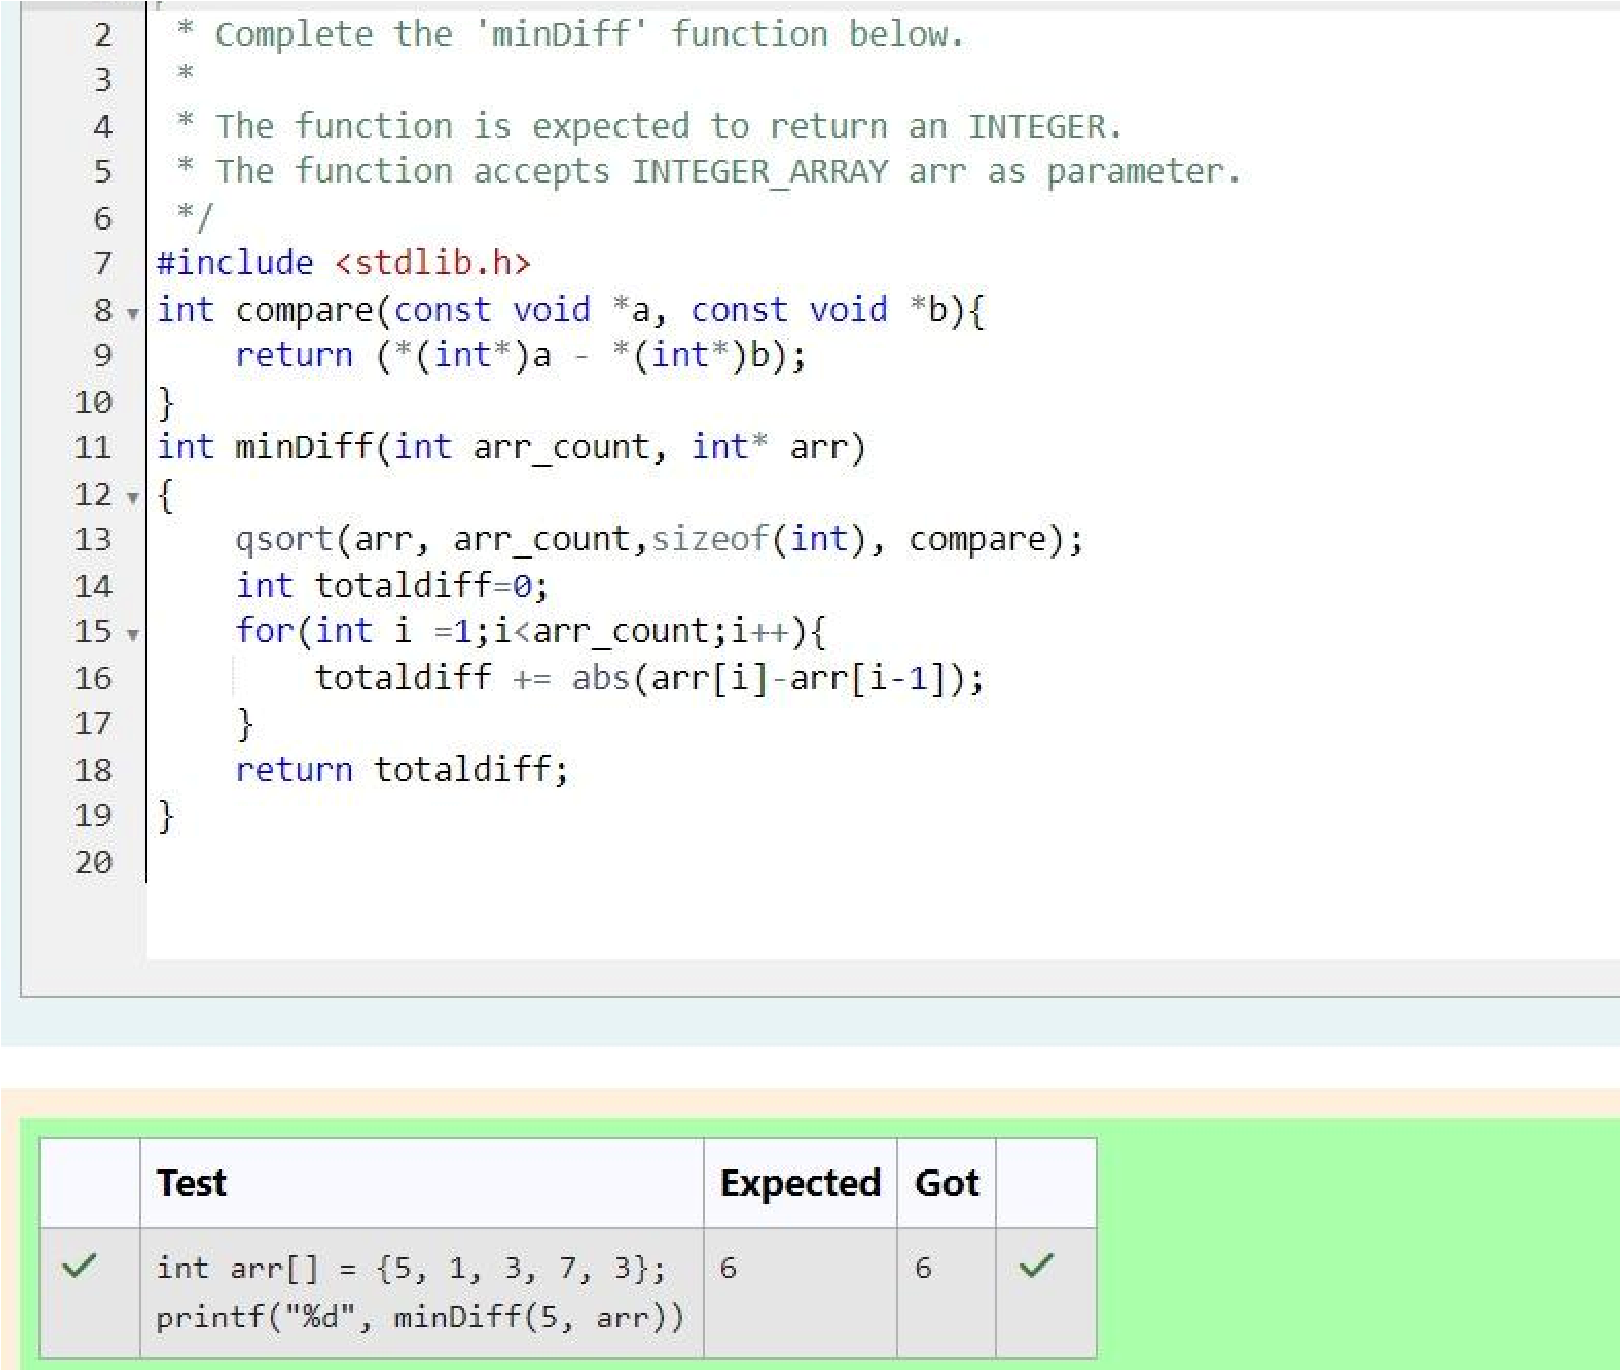 2 * Complete the 'minDiff' function below.
3 *
4 * The function is expected to return an INTEGER.
5 * The function accepts INTEGER_ARRAY arr as parameter.
6 */
7 #include <stdlib.h>
8 int compare(const void *a, const void *b){
9     return (*(int*)a - *(int*)b);
10 }
11 int minDiff(int arr_count, int* arr)
12 {
13     qsort(arr, arr_count,sizeof(int), compare);
14     int totaldiff=0;
15     for(int i =1;i<arr_count;i++){
16         totaldiff += abs(arr[i]-arr[i-1]);
17     }
18     return totaldiff;
19 }
20
Test Expected Got
int arr[] = {5, 1, 3, 7, 3}; 6 6
printf("%d", minDiff(5, arr))